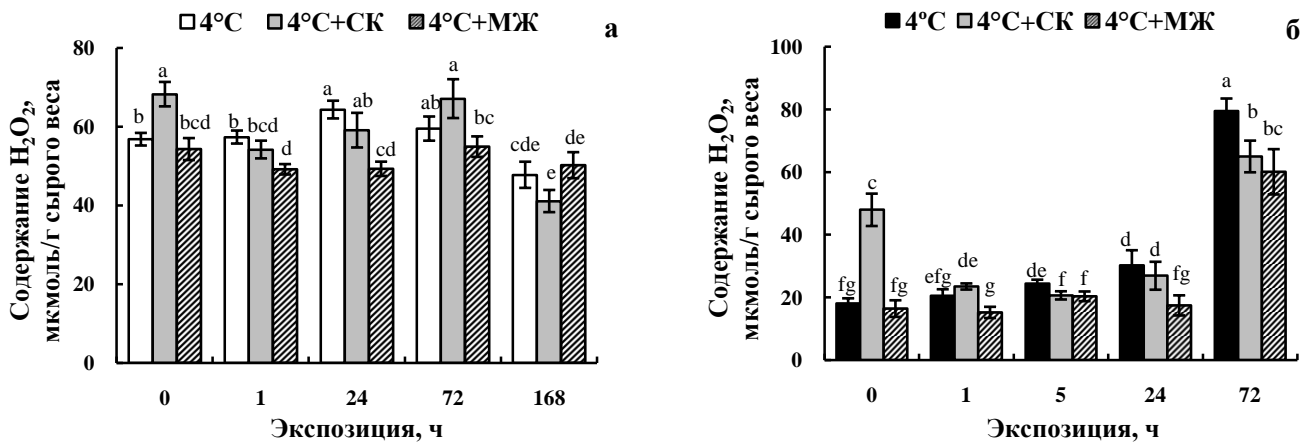 4°С 4°С+СК 4°С+МЖ а
Содержание H₂O₂,
мкмоль/г сырого веса
80
60
40
20
0
b a bcd
b bcd d
a ab cd
ab a bc
cde e de
0 1 24 72 168
Экспозиция, ч
4°С 4°С+СК 4°С+МЖ б
Содержание H₂O₂,
мкмоль/г сырого веса
100
80
60
40
20
0
fg c fg
efg de g
de f f
d d fg
a b bc
0 1 5 24 72
Экспозиция, ч